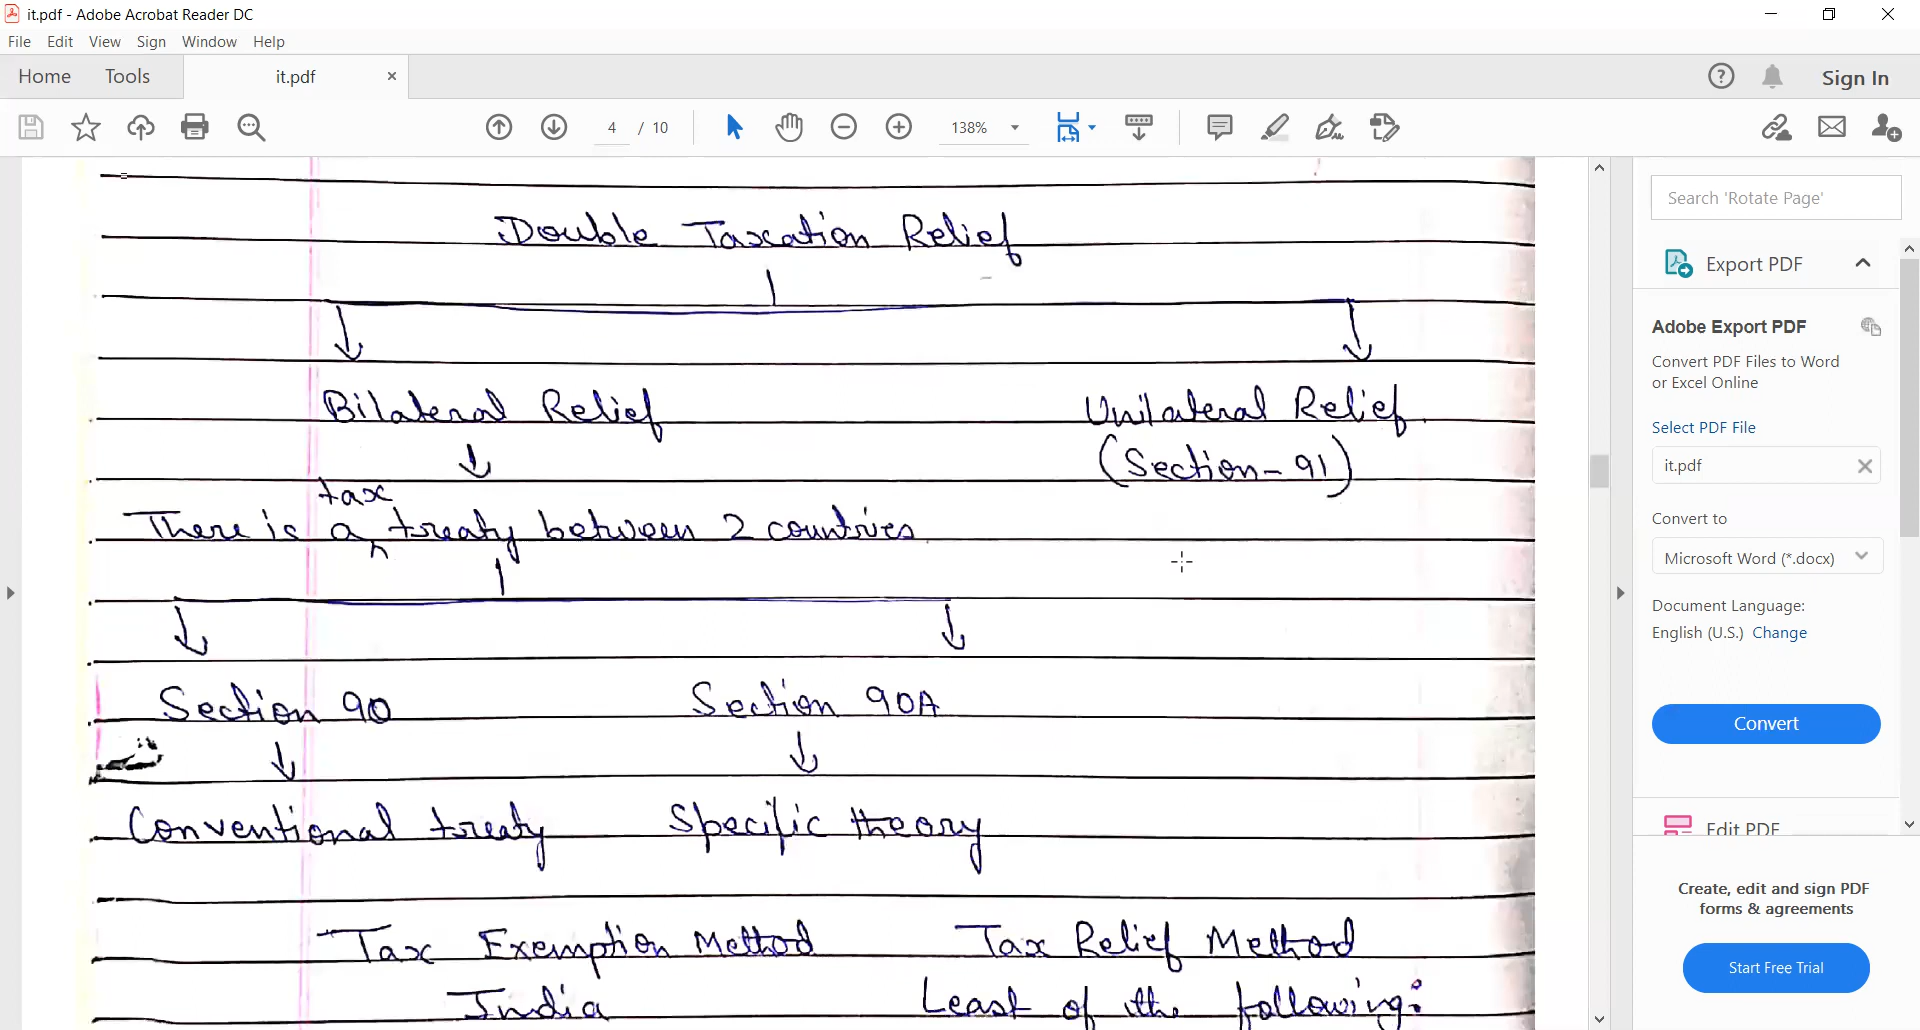 it.pdf - Adobe Acrobat Reader DC
File Edit View Sign Window Help
Home Tools it.pdf × Sign In
4 / 10 138%
Double Taxation Relief
Bilateral Relief Unilateral Relief
(Section-91)
tax
There is a treaty between 2 countries
Section 90 Section 90A
Conventional treaty Specific theory
Tax Exemption Method Tax Relief Method
India Least of the following:
Search 'Rotate Page'
Export PDF
Adobe Export PDF
Convert PDF Files to Word
or Excel Online
Select PDF File
it.pdf
Convert to
Microsoft Word (*.docx)
Document Language:
English (U.S.) Change
Convert
Edit PDF
Create, edit and sign PDF
forms & agreements
Start Free Trial